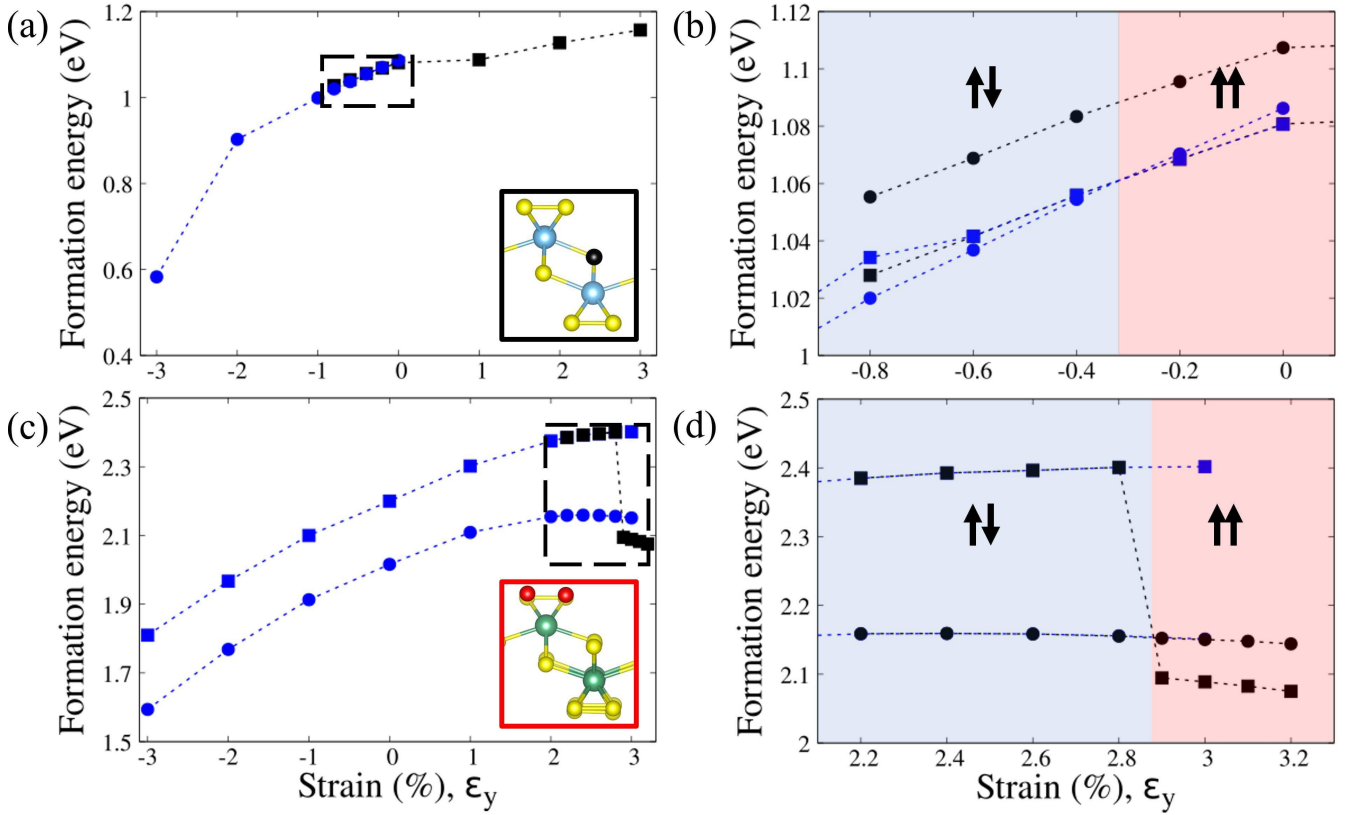 (a)
Formation energy (eV)
1.2
1
0.8
0.6
0.4
-3 -2 -1 0 1 2 3
(b)
Formation energy (eV)
1.12
1.11
1.08
1.06
1.04
1.02
1
-0.8 -0.6 -0.4 -0.2 0
(c)
Formation energy (eV)
2.5
2.3
2.1
1.9
1.7
1.5
-3 -2 -1 0 1 2 3
Strain (%), εy
(d)
Formation energy (eV)
2.5
2.4
2.3
2.2
2.1
2
2.2 2.4 2.6 2.8 3 3.2
Strain (%), εy